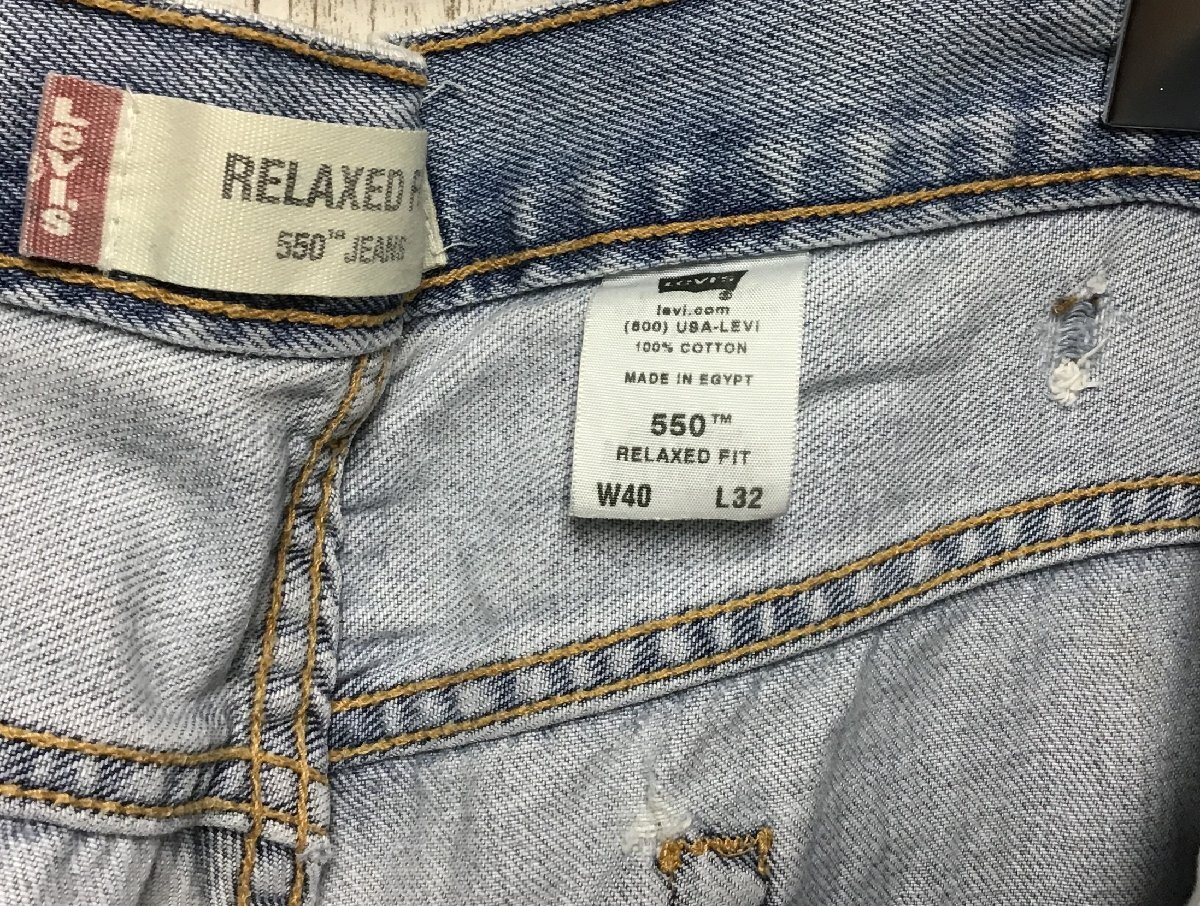 Levi's
RELAXED F
550™ JEANS
LEVI'S
®
levi.com
(800) USA-LEVI
100% COTTON
MADE IN EGYPT
550™
RELAXED FIT
W40 L32